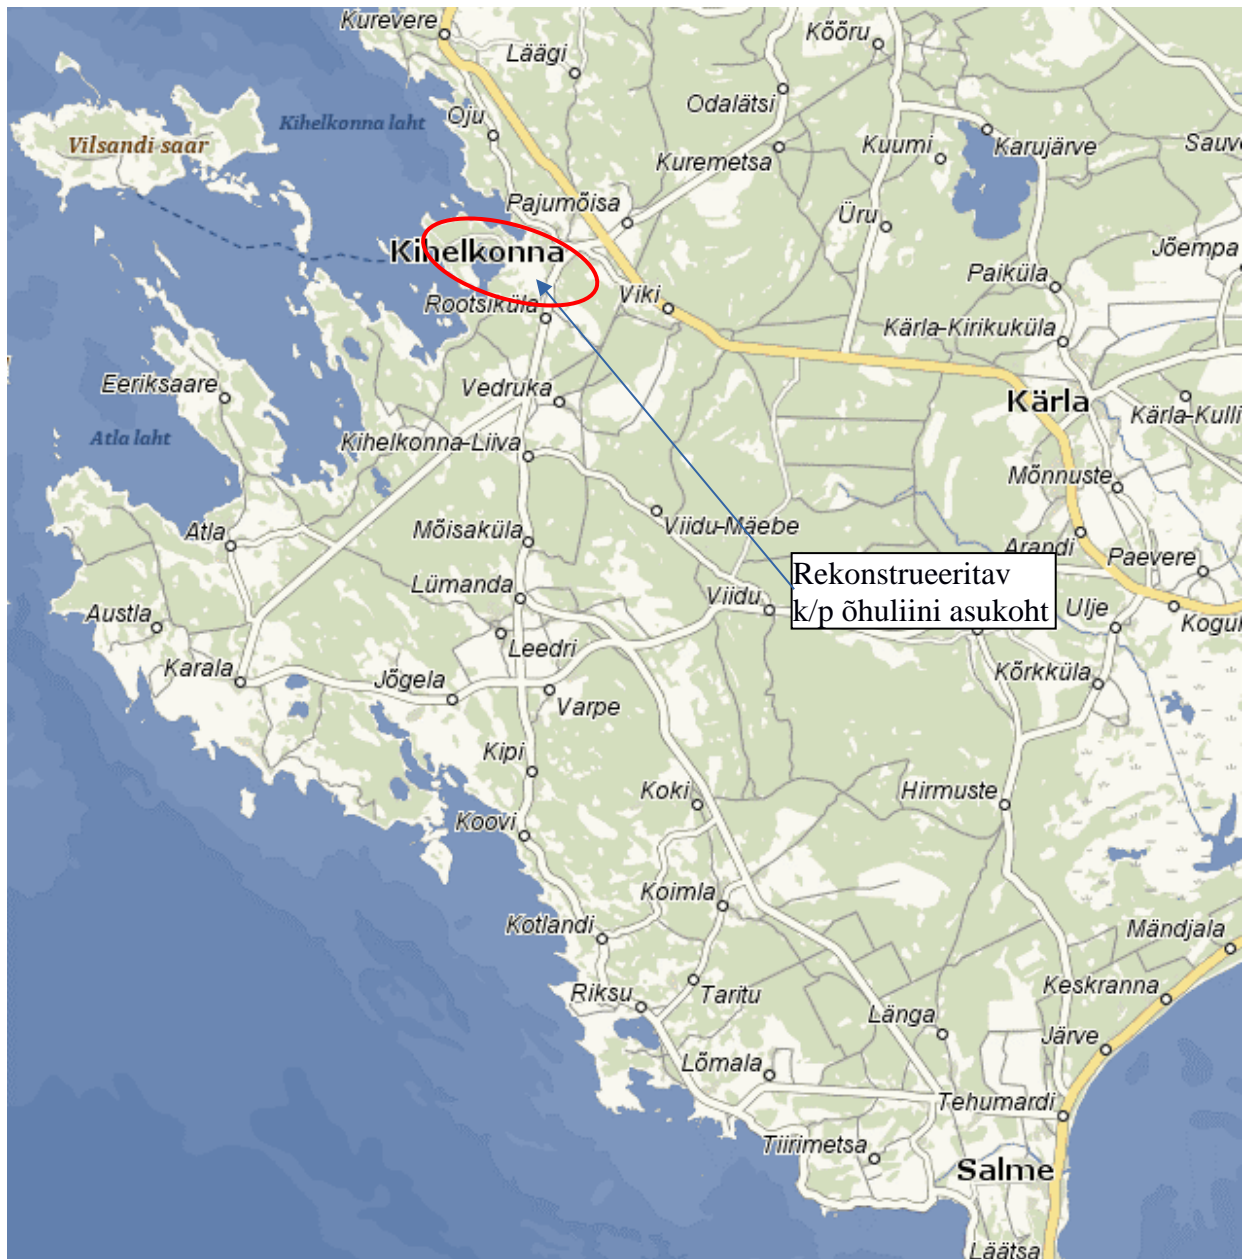 Kurevere
Kõõru
Läägi
Odalätsi
Kihelkonna laht
Oju
Vilsandi saar
Kuumi
Karujärve
Kuremetsa
Pajumõisa
Üru
Kihelkonna
Jõempa
Paiküla
Rootsiküla
Viki
Kärla-Kirikuküla
Eeriksaare
Vedruka
Kärla
Kärla-Kulli
Atla laht
Kihelkonna-Liiva
Mõnnuste
Atla
Mõisaküla
Viidu-Mäebe
Arandi
Paevere
Rekonstrueeritav
k/p õhuliini asukoht
Lümanda
Viidu
Austla
Ulje
Leedri
Karala
Jõgela
Kõrkküla
Varpe
Kipi
Koki
Hirmuste
Koovi
Koimla
Kotlandi
Mändjala
Riksu
Taritu
Keskranna
Länga
Järve
Lõmala
Tehumardi
Tiirimetsa
Salme
Läätsa